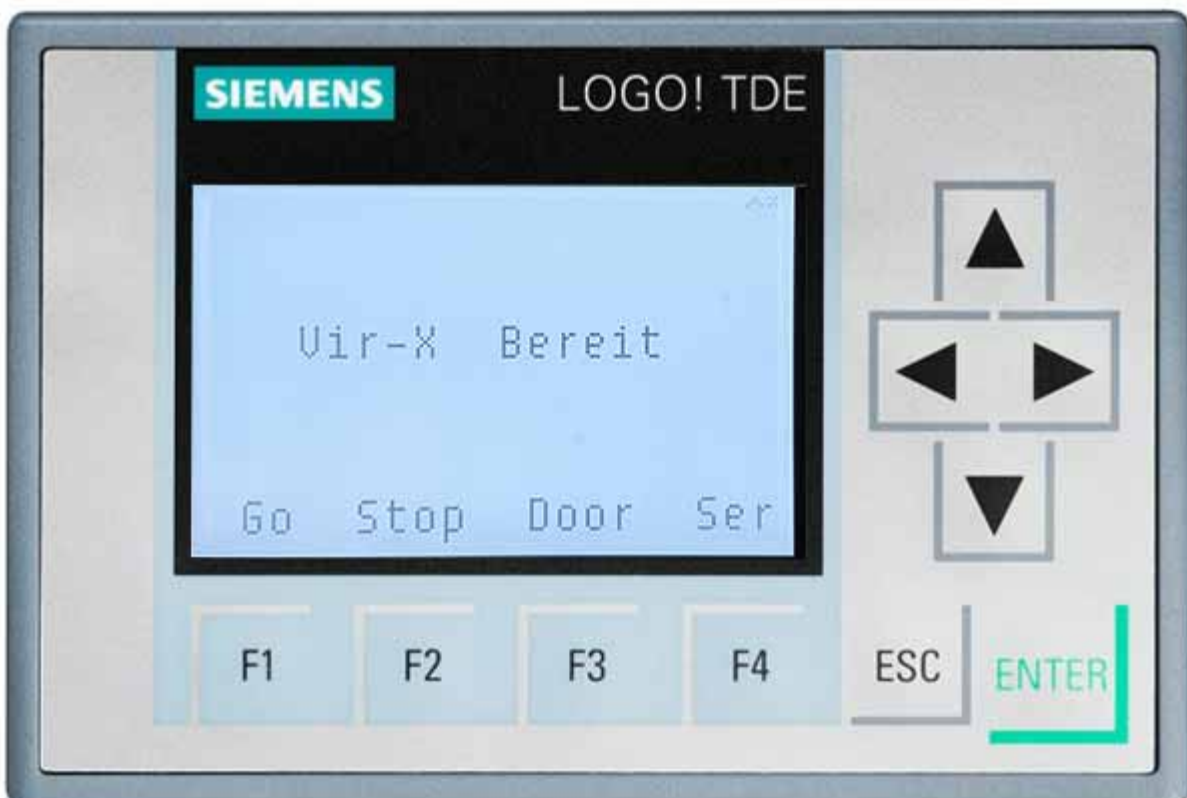 SIEMENS LOGO! TDE
Vir-X Bereit
Go Stop Door Ser
F1 F2 F3 F4 ESC ENTER